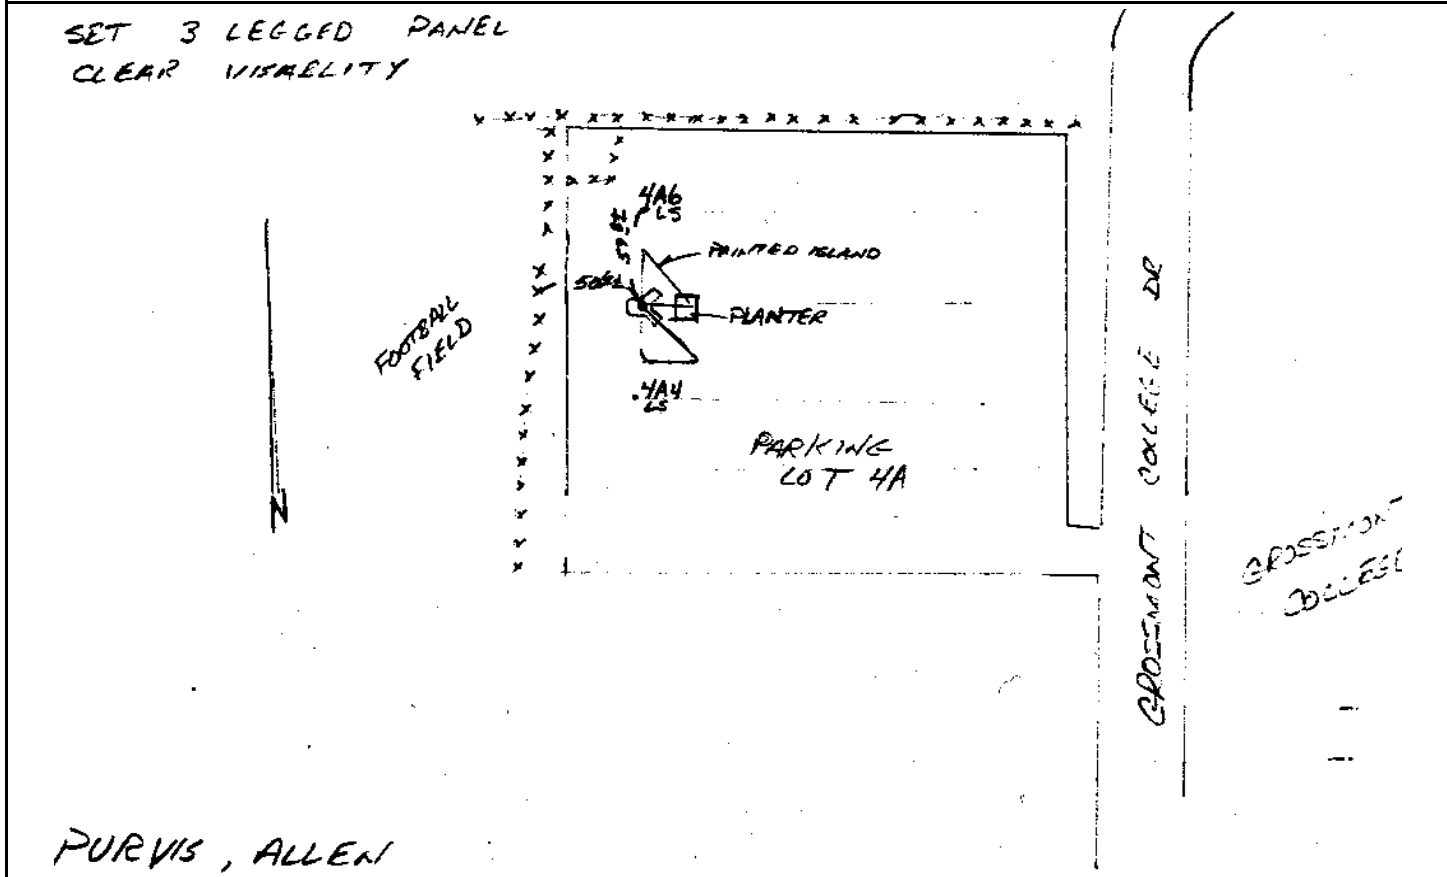 SET 3 LEGGED PANEL
CLEAR VISABLITY
4A6
LS
PAINTED ISLAND
PLANTER
FOOTBALL
FIELD
.4A4
LS
PARKING
LOT 4A
N
GROSSMONT COLLEGE DR
GROSSMONT
COLLEGE
PURVIS, ALLEN